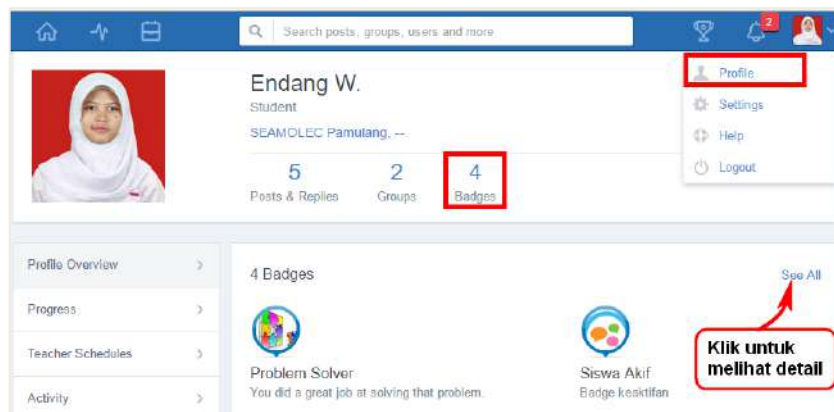 Search posts, groups, users and more
2
Profile
Settings
Help
Logout
Endang W.
Student
SEAMOLEC Pamulang, --
5 2 4
Posts & Replies Groups Badges
Profile Overview
Progress
Teacher Schedules
Activity
4 Badges See All
Klik untuk
melihat detail
Problem Solver Siswa Akif
You did a great job at solving that problem. Badge keaktifan